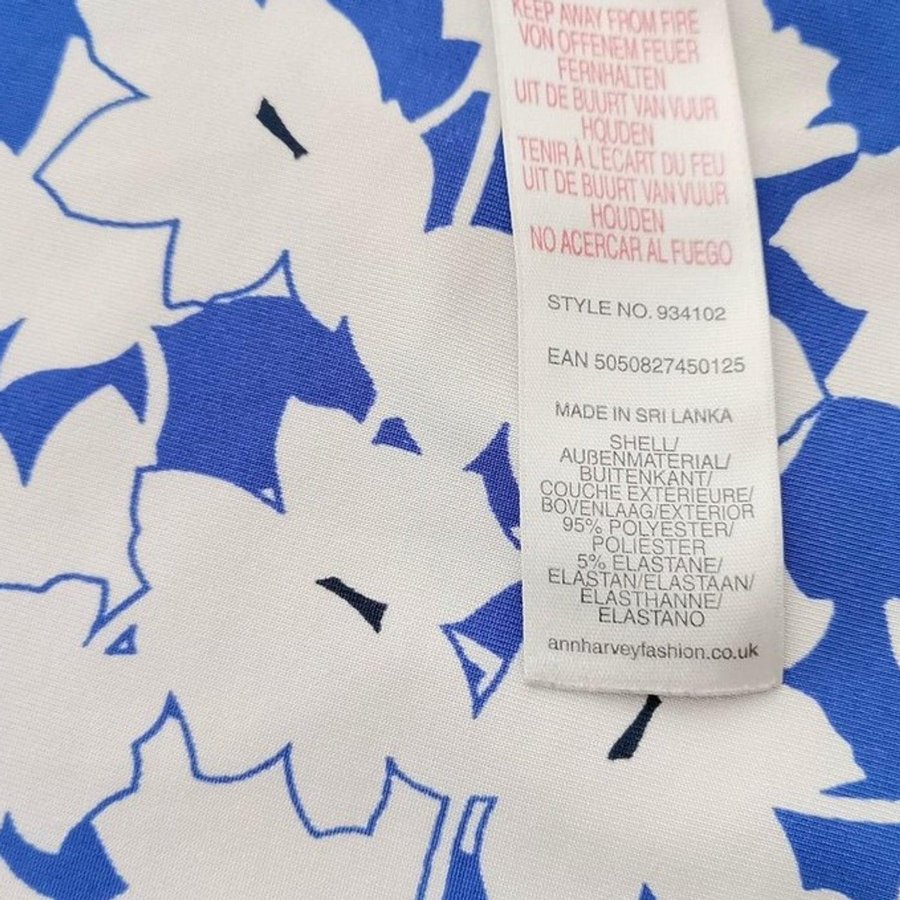 KEEP AWAY FROM FIRE
VON OFFENEM FEUER
FERNHALTEN
UIT DE BUURT VAN VUUR
HOUDEN
TENIR À L'ÉCART DU FEU
UIT DE BUURT VAN VUUR
HOUDEN
NO ACERCAR AL FUEGO
STYLE NO. 934102
EAN 5050827450125
MADE IN SRI LANKA
SHELL/
AUßENMATERIAL/
BUITENKANT/
COUCHE EXTÉRIEURE/
BOVENLAAG/EXTERIOR
95% POLYESTER/
POLIESTER
5% ELASTANE/
ELASTAN/ELASTAAN/
ELASTHANNE/
ELASTANO
annharveyfashion.co.uk